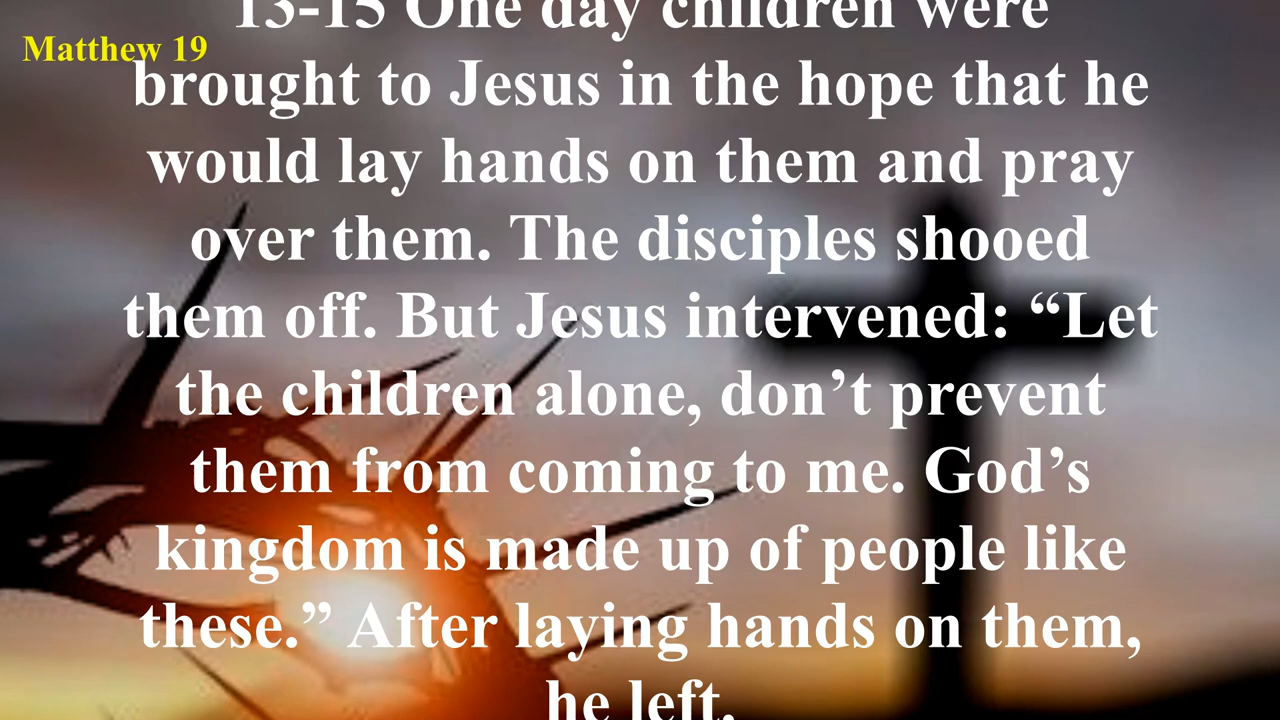 Matthew 19
13-15 One day children were
brought to Jesus in the hope that he
would lay hands on them and pray
over them. The disciples shooed
them off. But Jesus intervened: “Let
the children alone, don’t prevent
them from coming to me. God’s
kingdom is made up of people like
these.” After laying hands on them,
he left.